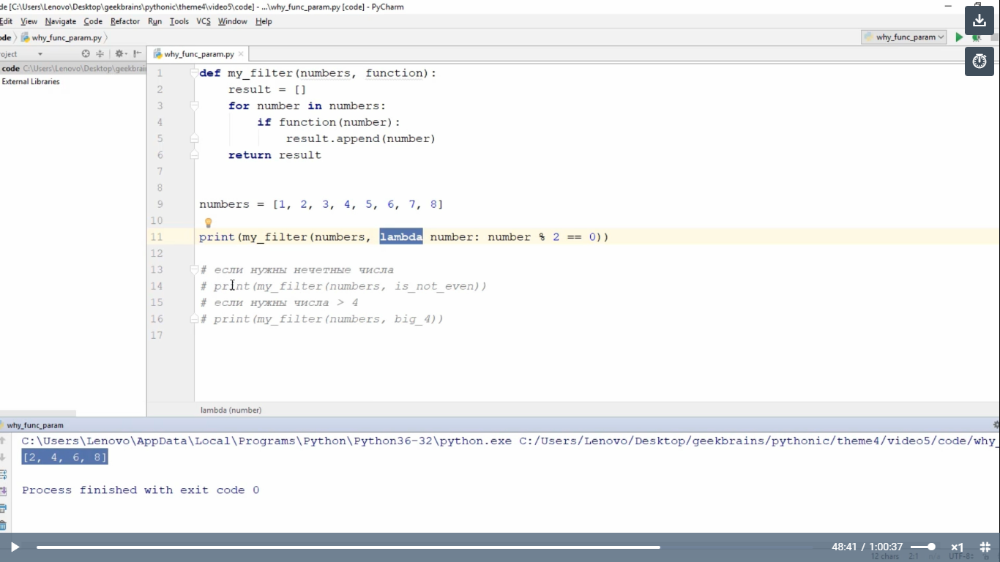 de [C:\Users\Lenovo\Desktop\geekbrains\pythonic\theme4\video5\code] - ...\why_func_param.py [code] - PyCharm
Edit View Navigate Code Refactor Run Tools VCS Window Help
ode why_func_param.py
why_func_param
roject
why_func_param.py
code C:\Users\Lenovo\Desktop\geekbrai
External Libraries
1 def my_filter(numbers, function):
2 result = []
3 for number in numbers:
4 if function(number):
5 result.append(number)
6 return result
7
8
9 numbers = [1, 2, 3, 4, 5, 6, 7, 8]
10
11 print(my_filter(numbers, lambda number: number % 2 == 0))
12
13 # если нужны нечетные числа
14 # print(my_filter(numbers, is_not_even))
15 # если нужны числа > 4
16 # print(my_filter(numbers, big_4))
17
lambda (number)
why_func_param
C:\Users\Lenovo\AppData\Local\Programs\Python\Python36-32\python.exe C:/Users/Lenovo/Desktop/geekbrains/pythonic/theme4/video5/code/why_
[2, 4, 6, 8]
Process finished with exit code 0
48:41 / 1:00:37 ×1
12 chars 2:1 n/a UTF-8